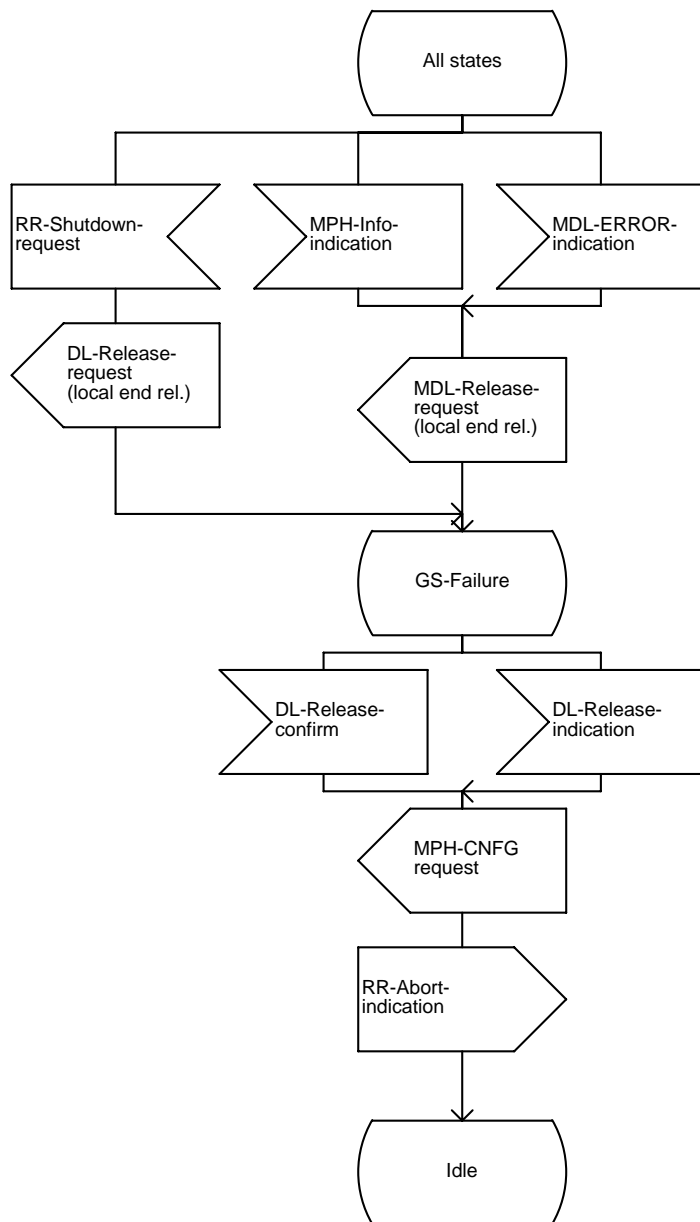 All states
RR-Shutdown-
request
MPH-Info-
indication
MDL-ERROR-
indication
DL-Release-
request
(local end rel.)
MDL-Release-
request
(local end rel.)
GS-Failure
DL-Release-
confirm
DL-Release-
indication
MPH-CNFG
request
RR-Abort-
indication
Idle